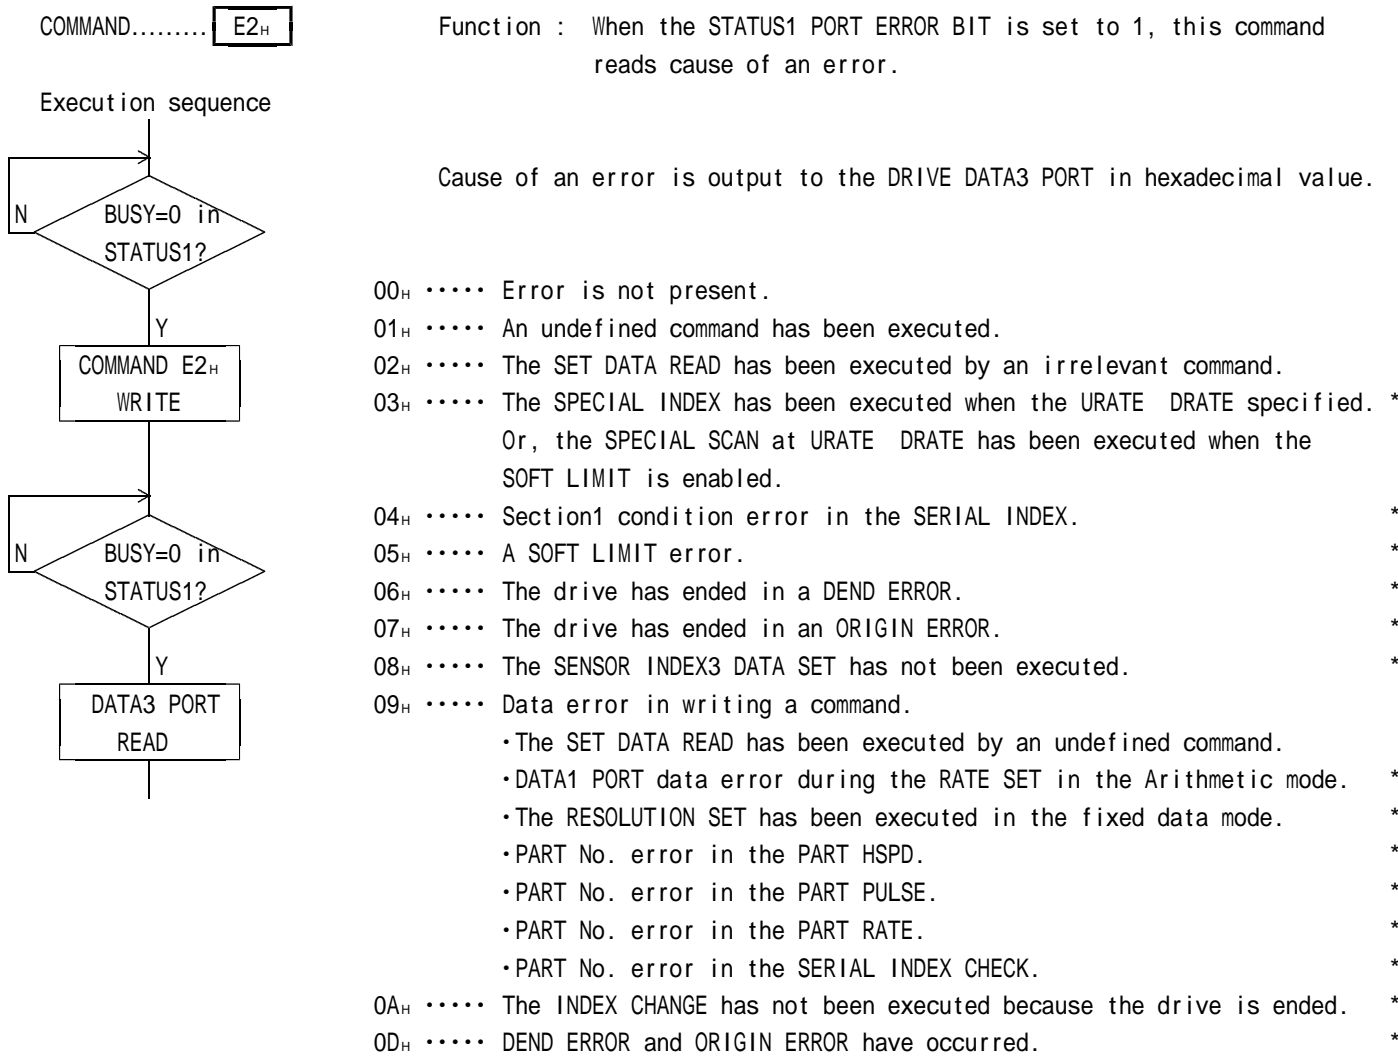 COMMAND......... E2H
Function : When the STATUS1 PORT ERROR BIT is set to 1, this command
reads cause of an error.
Execution sequence
Cause of an error is output to the DRIVE DATA3 PORT in hexadecimal value.
N
BUSY=0 in
STATUS1?
Y
COMMAND E2H
WRITE
N
BUSY=0 in
STATUS1?
Y
DATA3 PORT
READ
00H ····· Error is not present.
01H ····· An undefined command has been executed.
02H ····· The SET DATA READ has been executed by an irrelevant command.
03H ····· The SPECIAL INDEX has been executed when the URATE  DRATE specified. *
Or, the SPECIAL SCAN at URATE  DRATE has been executed when the
SOFT LIMIT is enabled.
04H ····· Section1 condition error in the SERIAL INDEX. *
05H ····· A SOFT LIMIT error. *
06H ····· The drive has ended in a DEND ERROR. *
07H ····· The drive has ended in an ORIGIN ERROR. *
08H ····· The SENSOR INDEX3 DATA SET has not been executed. *
09H ····· Data error in writing a command.
·The SET DATA READ has been executed by an undefined command.
·DATA1 PORT data error during the RATE SET in the Arithmetic mode. *
·The RESOLUTION SET has been executed in the fixed data mode. *
·PART No. error in the PART HSPD. *
·PART No. error in the PART PULSE. *
·PART No. error in the PART RATE. *
·PART No. error in the SERIAL INDEX CHECK. *
0AH ····· The INDEX CHANGE has not been executed because the drive is ended. *
0DH ····· DEND ERROR and ORIGIN ERROR have occurred. *